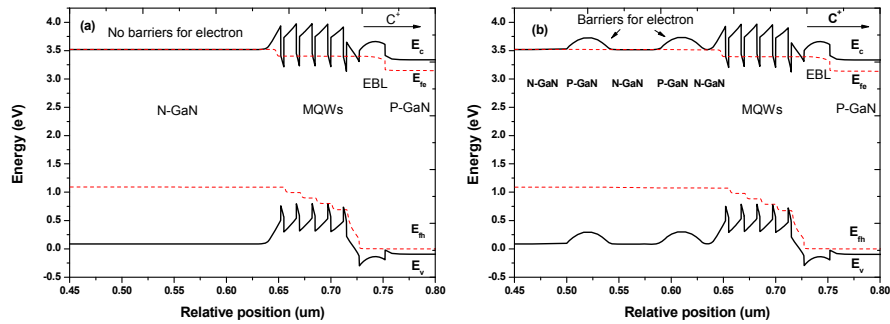 (a)
No barriers for electron
C+
Ec
Efe
EBL
N-GaN
MQWs
P-GaN
Efh
Ev
Energy (eV)
4.5
4.0
3.5
3.0
2.5
2.0
1.5
1.0
0.5
0.0
-0.5
0.45 0.50 0.55 0.60 0.65 0.70 0.75 0.80
Relative position (um)
(b)
Barriers for electron
C+
Ec
Efe
EBL
N-GaN P-GaN N-GaN P-GaN N-GaN
MQWs
P-GaN
Efh
Ev
Energy (eV)
4.5
4.0
3.5
3.0
2.5
2.0
1.5
1.0
0.5
0.0
-0.5
0.45 0.50 0.55 0.60 0.65 0.70 0.75 0.80
Relative position (um)